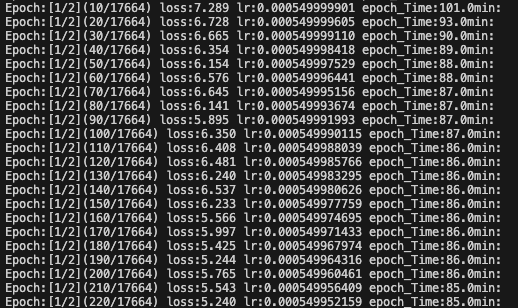 Epoch:[1/2](10/17664) loss:7.289 lr:0.000549999901 epoch_Time:101.0min:
Epoch:[1/2](20/17664) loss:6.728 lr:0.000549999605 epoch_Time:93.0min:
Epoch:[1/2](30/17664) loss:6.665 lr:0.000549999110 epoch_Time:90.0min:
Epoch:[1/2](40/17664) loss:6.354 lr:0.000549998419 epoch_Time:89.0min:
Epoch:[1/2](50/17664) loss:6.154 lr:0.000549997529 epoch_Time:88.0min:
Epoch:[1/2](60/17664) loss:6.576 lr:0.000549996441 epoch_Time:88.0min:
Epoch:[1/2](70/17664) loss:6.645 lr:0.000549995156 epoch_Time:87.0min:
Epoch:[1/2](80/17664) loss:6.141 lr:0.000549993674 epoch_Time:87.0min:
Epoch:[1/2](90/17664) loss:5.895 lr:0.000549991993 epoch_Time:87.0min:
Epoch:[1/2](100/17664) loss:6.350 lr:0.000549990115 epoch_Time:87.0min:
Epoch:[1/2](110/17664) loss:6.408 lr:0.000549988039 epoch_Time:86.0min:
Epoch:[1/2](120/17664) loss:6.481 lr:0.000549985766 epoch_Time:86.0min:
Epoch:[1/2](130/17664) loss:6.240 lr:0.000549983295 epoch_Time:86.0min:
Epoch:[1/2](140/17664) loss:6.537 lr:0.000549980626 epoch_Time:86.0min:
Epoch:[1/2](150/17664) loss:6.233 lr:0.000549977759 epoch_Time:86.0min:
Epoch:[1/2](160/17664) loss:5.566 lr:0.000549974695 epoch_Time:86.0min:
Epoch:[1/2](170/17664) loss:5.997 lr:0.000549971433 epoch_Time:86.0min:
Epoch:[1/2](180/17664) loss:5.425 lr:0.000549967974 epoch_Time:86.0min:
Epoch:[1/2](190/17664) loss:5.244 lr:0.000549964316 epoch_Time:86.0min:
Epoch:[1/2](200/17664) loss:5.765 lr:0.000549960461 epoch_Time:86.0min:
Epoch:[1/2](210/17664) loss:5.543 lr:0.000549956409 epoch_Time:85.0min:
Epoch:[1/2](220/17664) loss:5.240 lr:0.000549952159 epoch_Time:85.0min: